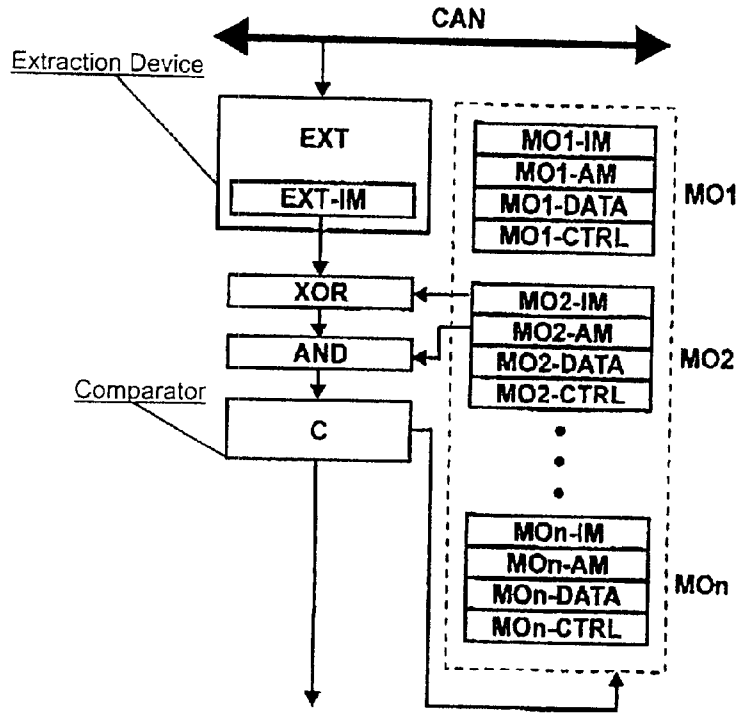 CAN
Extraction Device
EXT
EXT-IM
XOR
AND
Comparator
C
MO1-IM
MO1-AM
MO1-DATA
MO1-CTRL
MO1
MO2-IM
MO2-AM
MO2-DATA
MO2-CTRL
MO2
MOn-IM
MOn-AM
MOn-DATA
MOn-CTRL
MOn